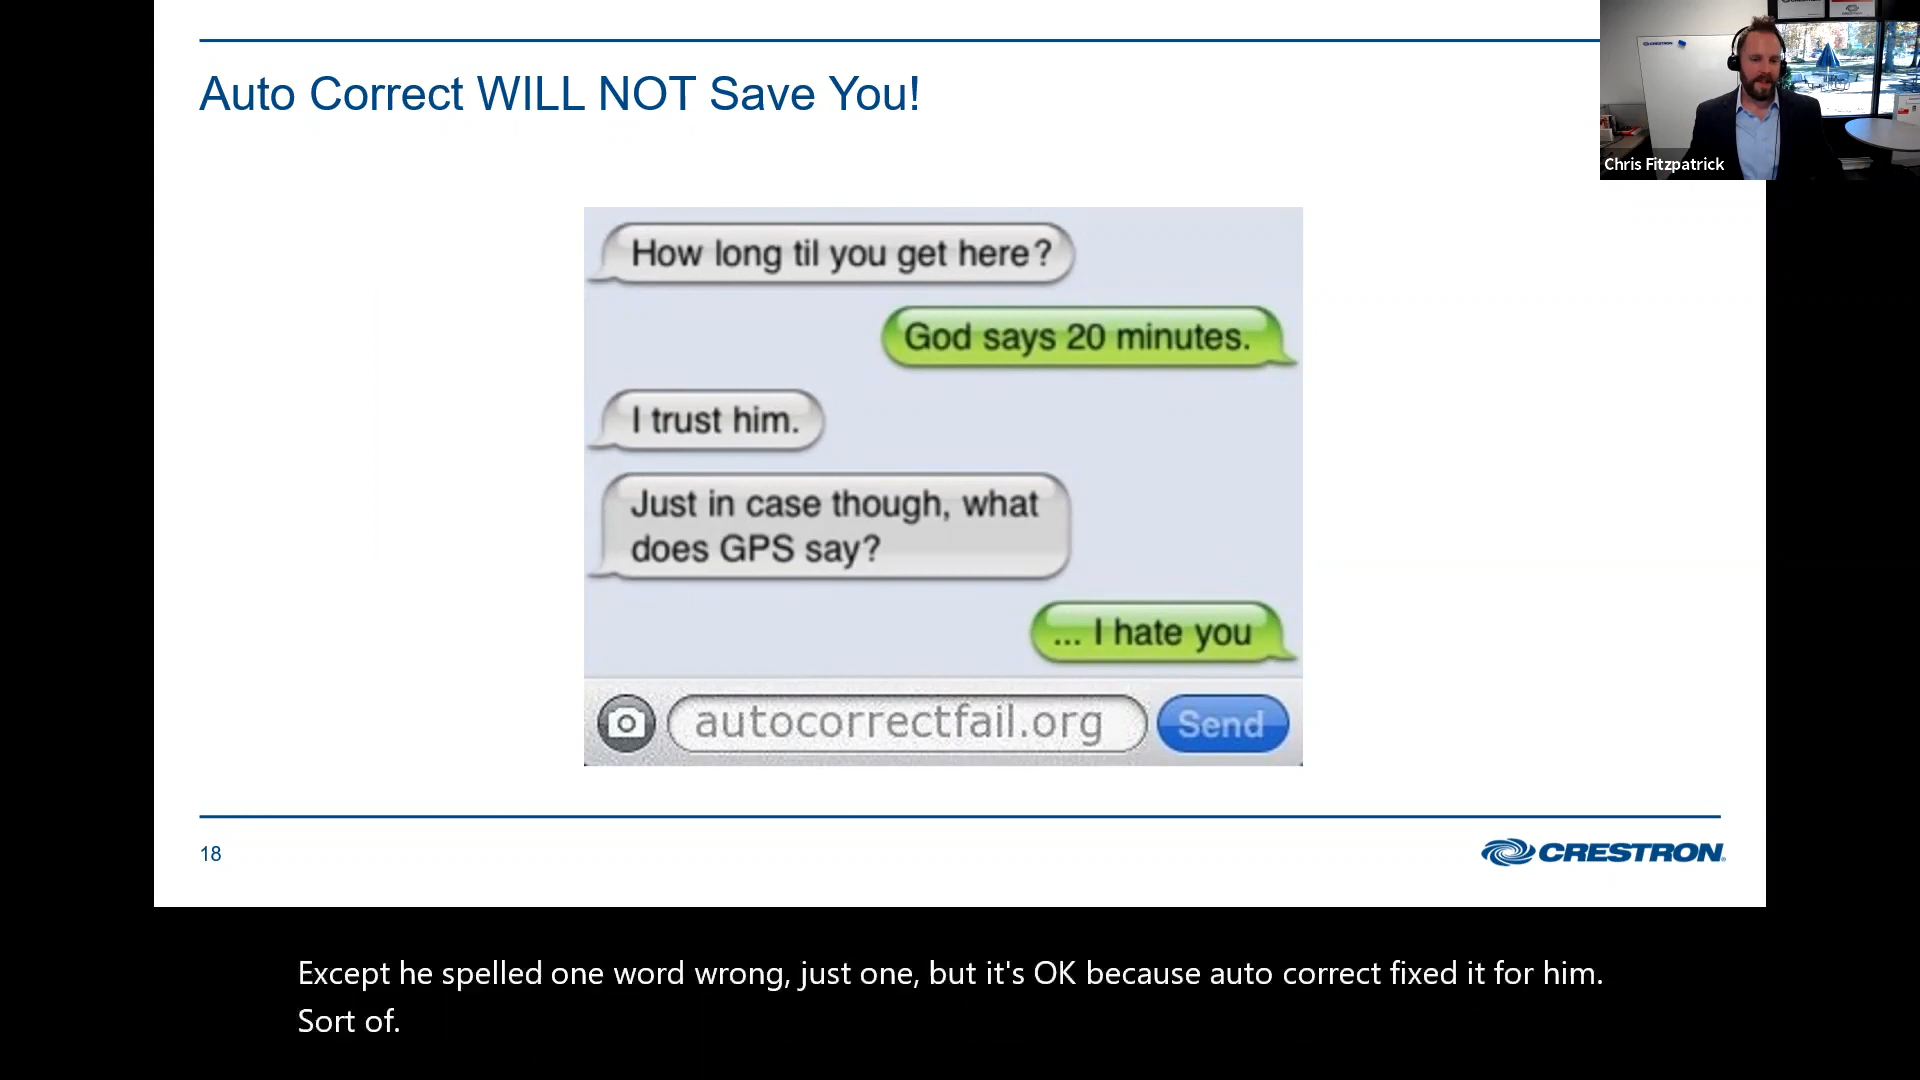 Auto Correct WILL NOT Save You!
CRESTRON
Chris Fitzpatrick
How long til you get here?
God says 20 minutes.
I trust him.
Just in case though, what
does GPS say?
... I hate you
autocorrectfail.org
Send
18
CRESTRON
Except he spelled one word wrong, just one, but it's OK because auto correct fixed it for him.
Sort of.